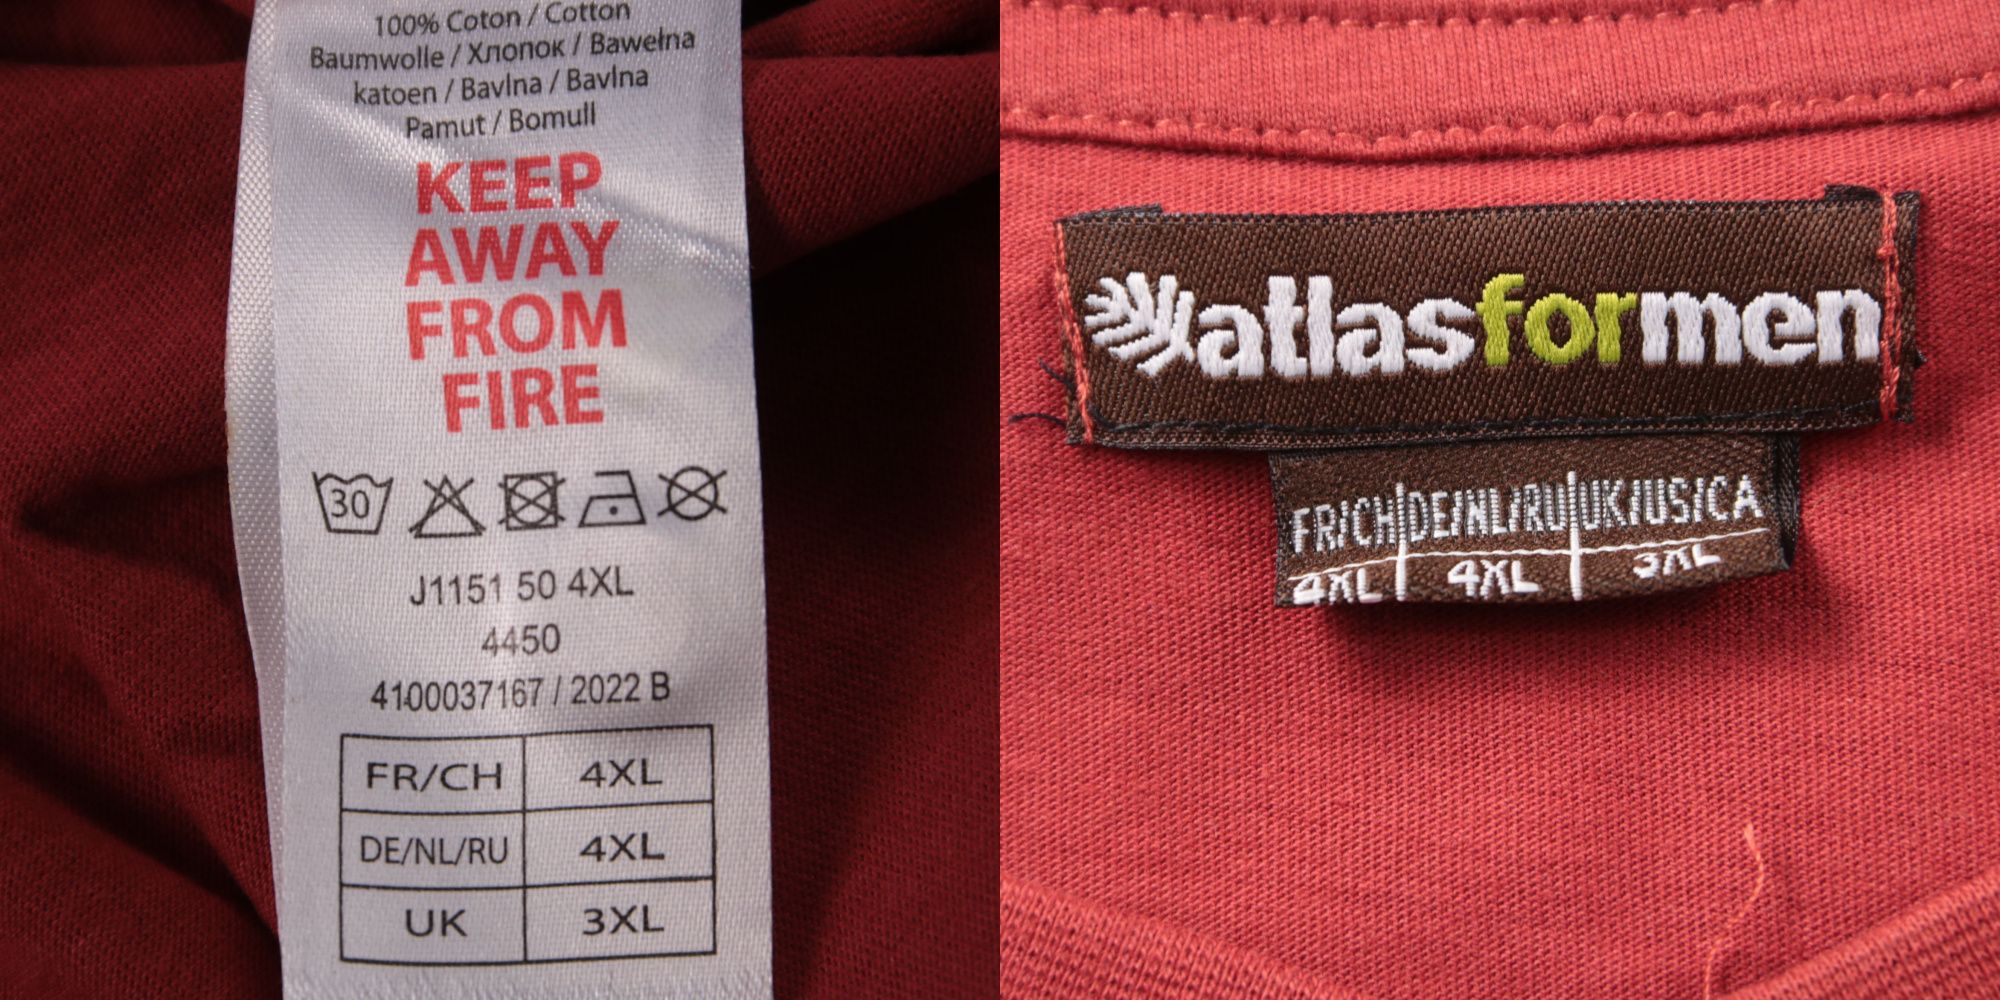 100% Coton / Cotton
Baumwolle / Хлопок / Bawełna
katoen / Bavlna / Bavlna
Pamut / Bomull
KEEP
AWAY
FROM
FIRE
30
J1151 50 4XL
4450
4100037167 / 2022 B
FR/CH 4XL
DE/NL/RU 4XL
UK 3XL
atlasformen
FR/CH DE/NL/RU UK/US/CA
4XL 4XL 3XL